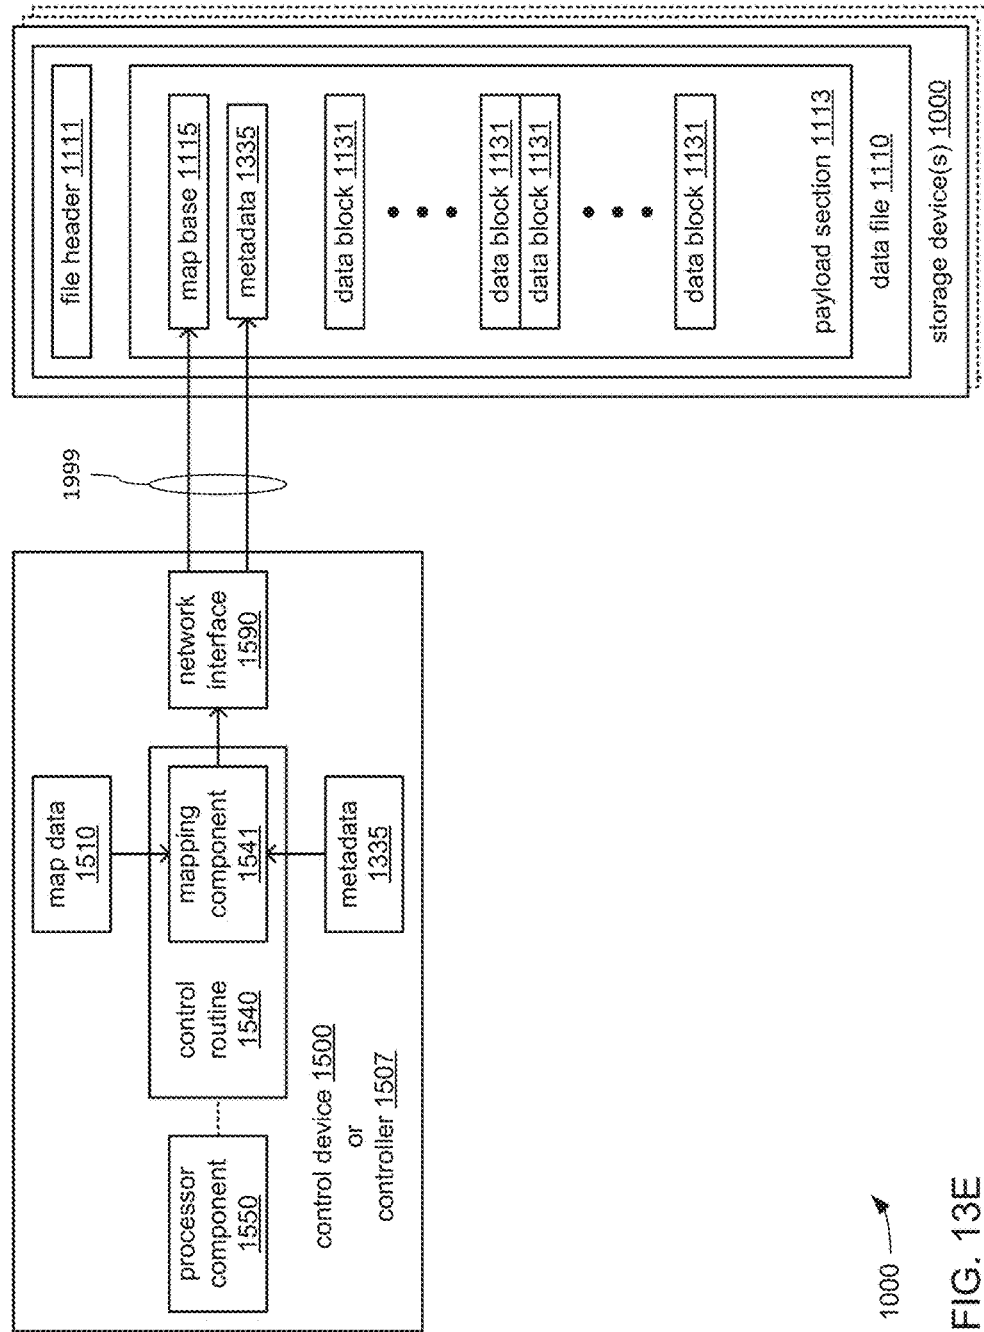 processor
component
1550
control
routine
1540
mapping
component
1541
map data
1510
metadata
1335
network
interface
1590
control device 1500
or
controller 1507
1999
file header 1111
map base 1115
metadata 1335
data block 1131
data block 1131
data block 1131
data block 1131
payload section 1113
data file 1110
storage device(s) 1000
1000
FIG. 13E